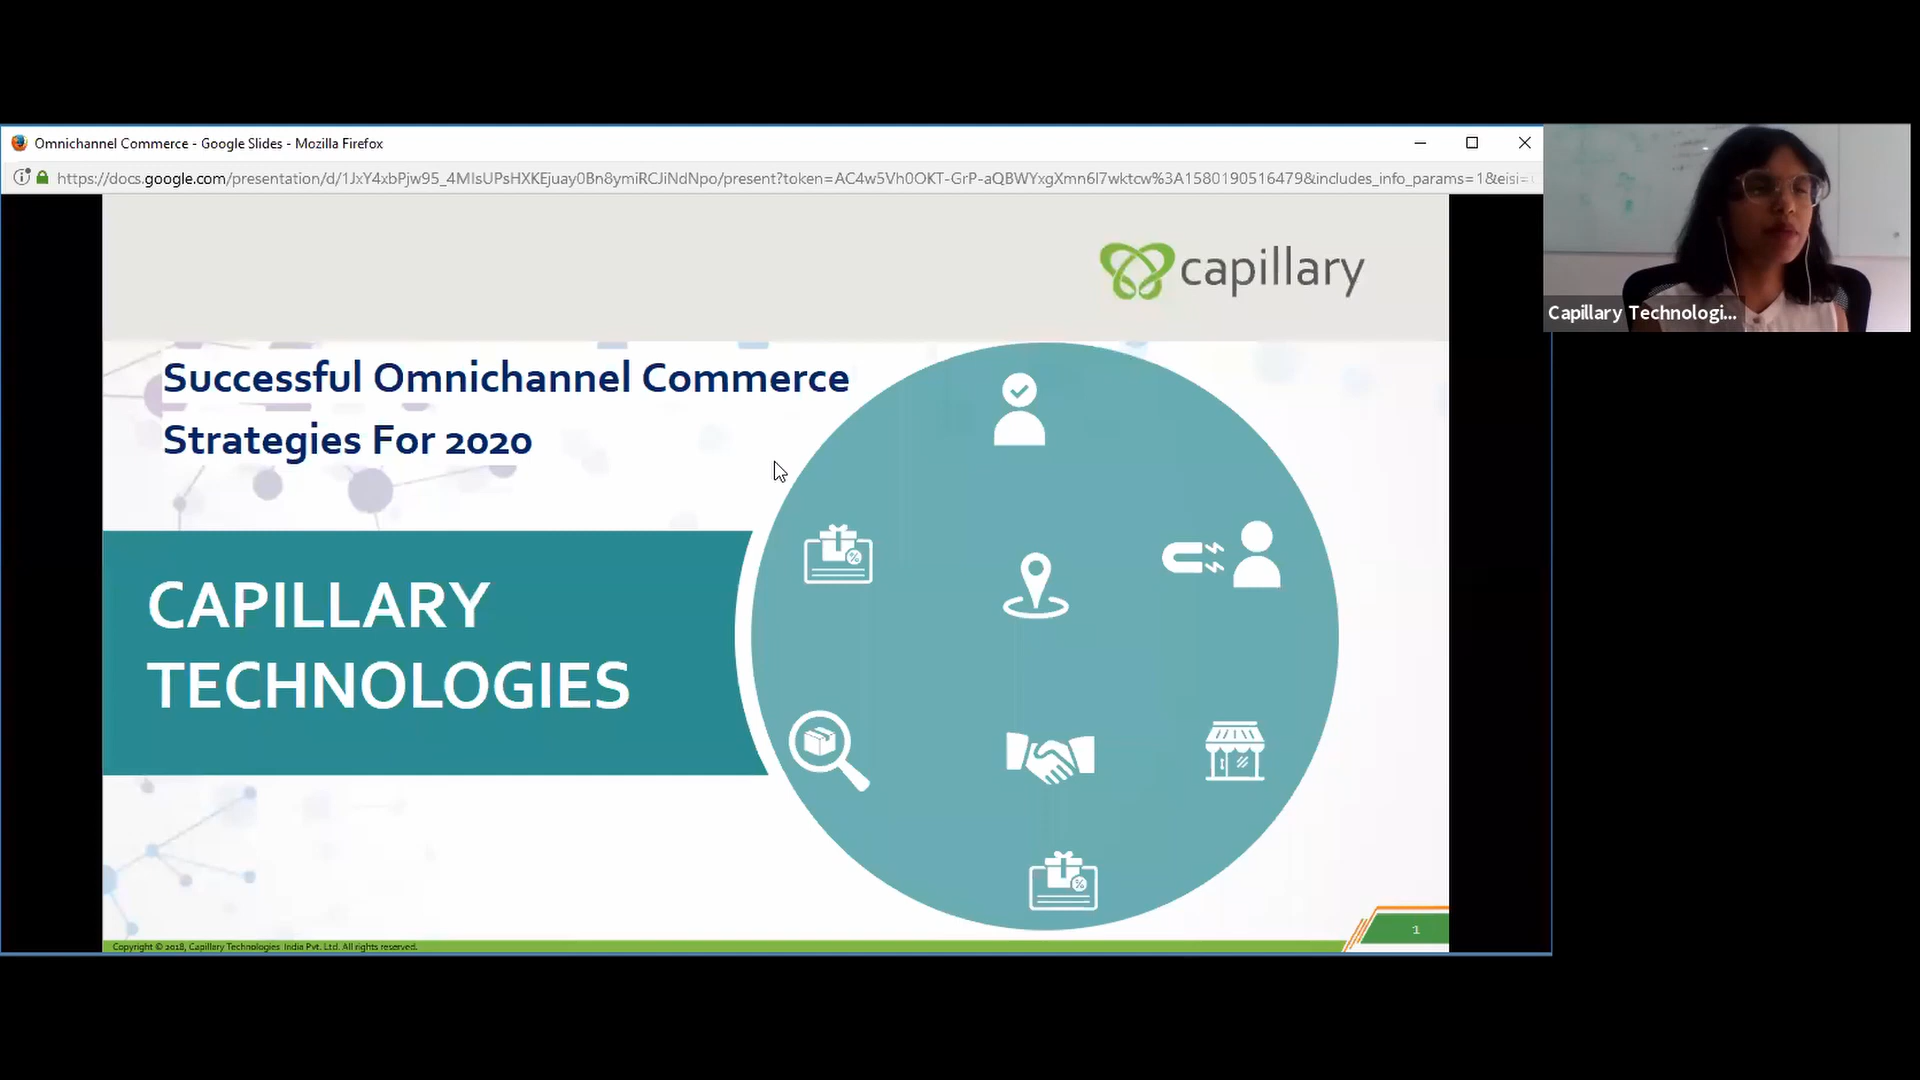 Omnichannel Commerce - Google Slides - Mozilla Firefox
https://docs.google.com/presentation/d/1JxY4xbPjw95_4MIsUPsHXKEjuay0Bn8ymiRCJiNdNpo/present?token=AC4w5Vh0OKT-GrP-aQBWYxgXmn6l7wktcw%3A1580190516479&includes_info_params=1&eisi=
capillary
Capillary Technologi...
Successful Omnichannel Commerce
Strategies For 2020
CAPILLARY
TECHNOLOGIES
1
Copyright © 2018, Capillary Technologies India Pvt. Ltd. All rights reserved.